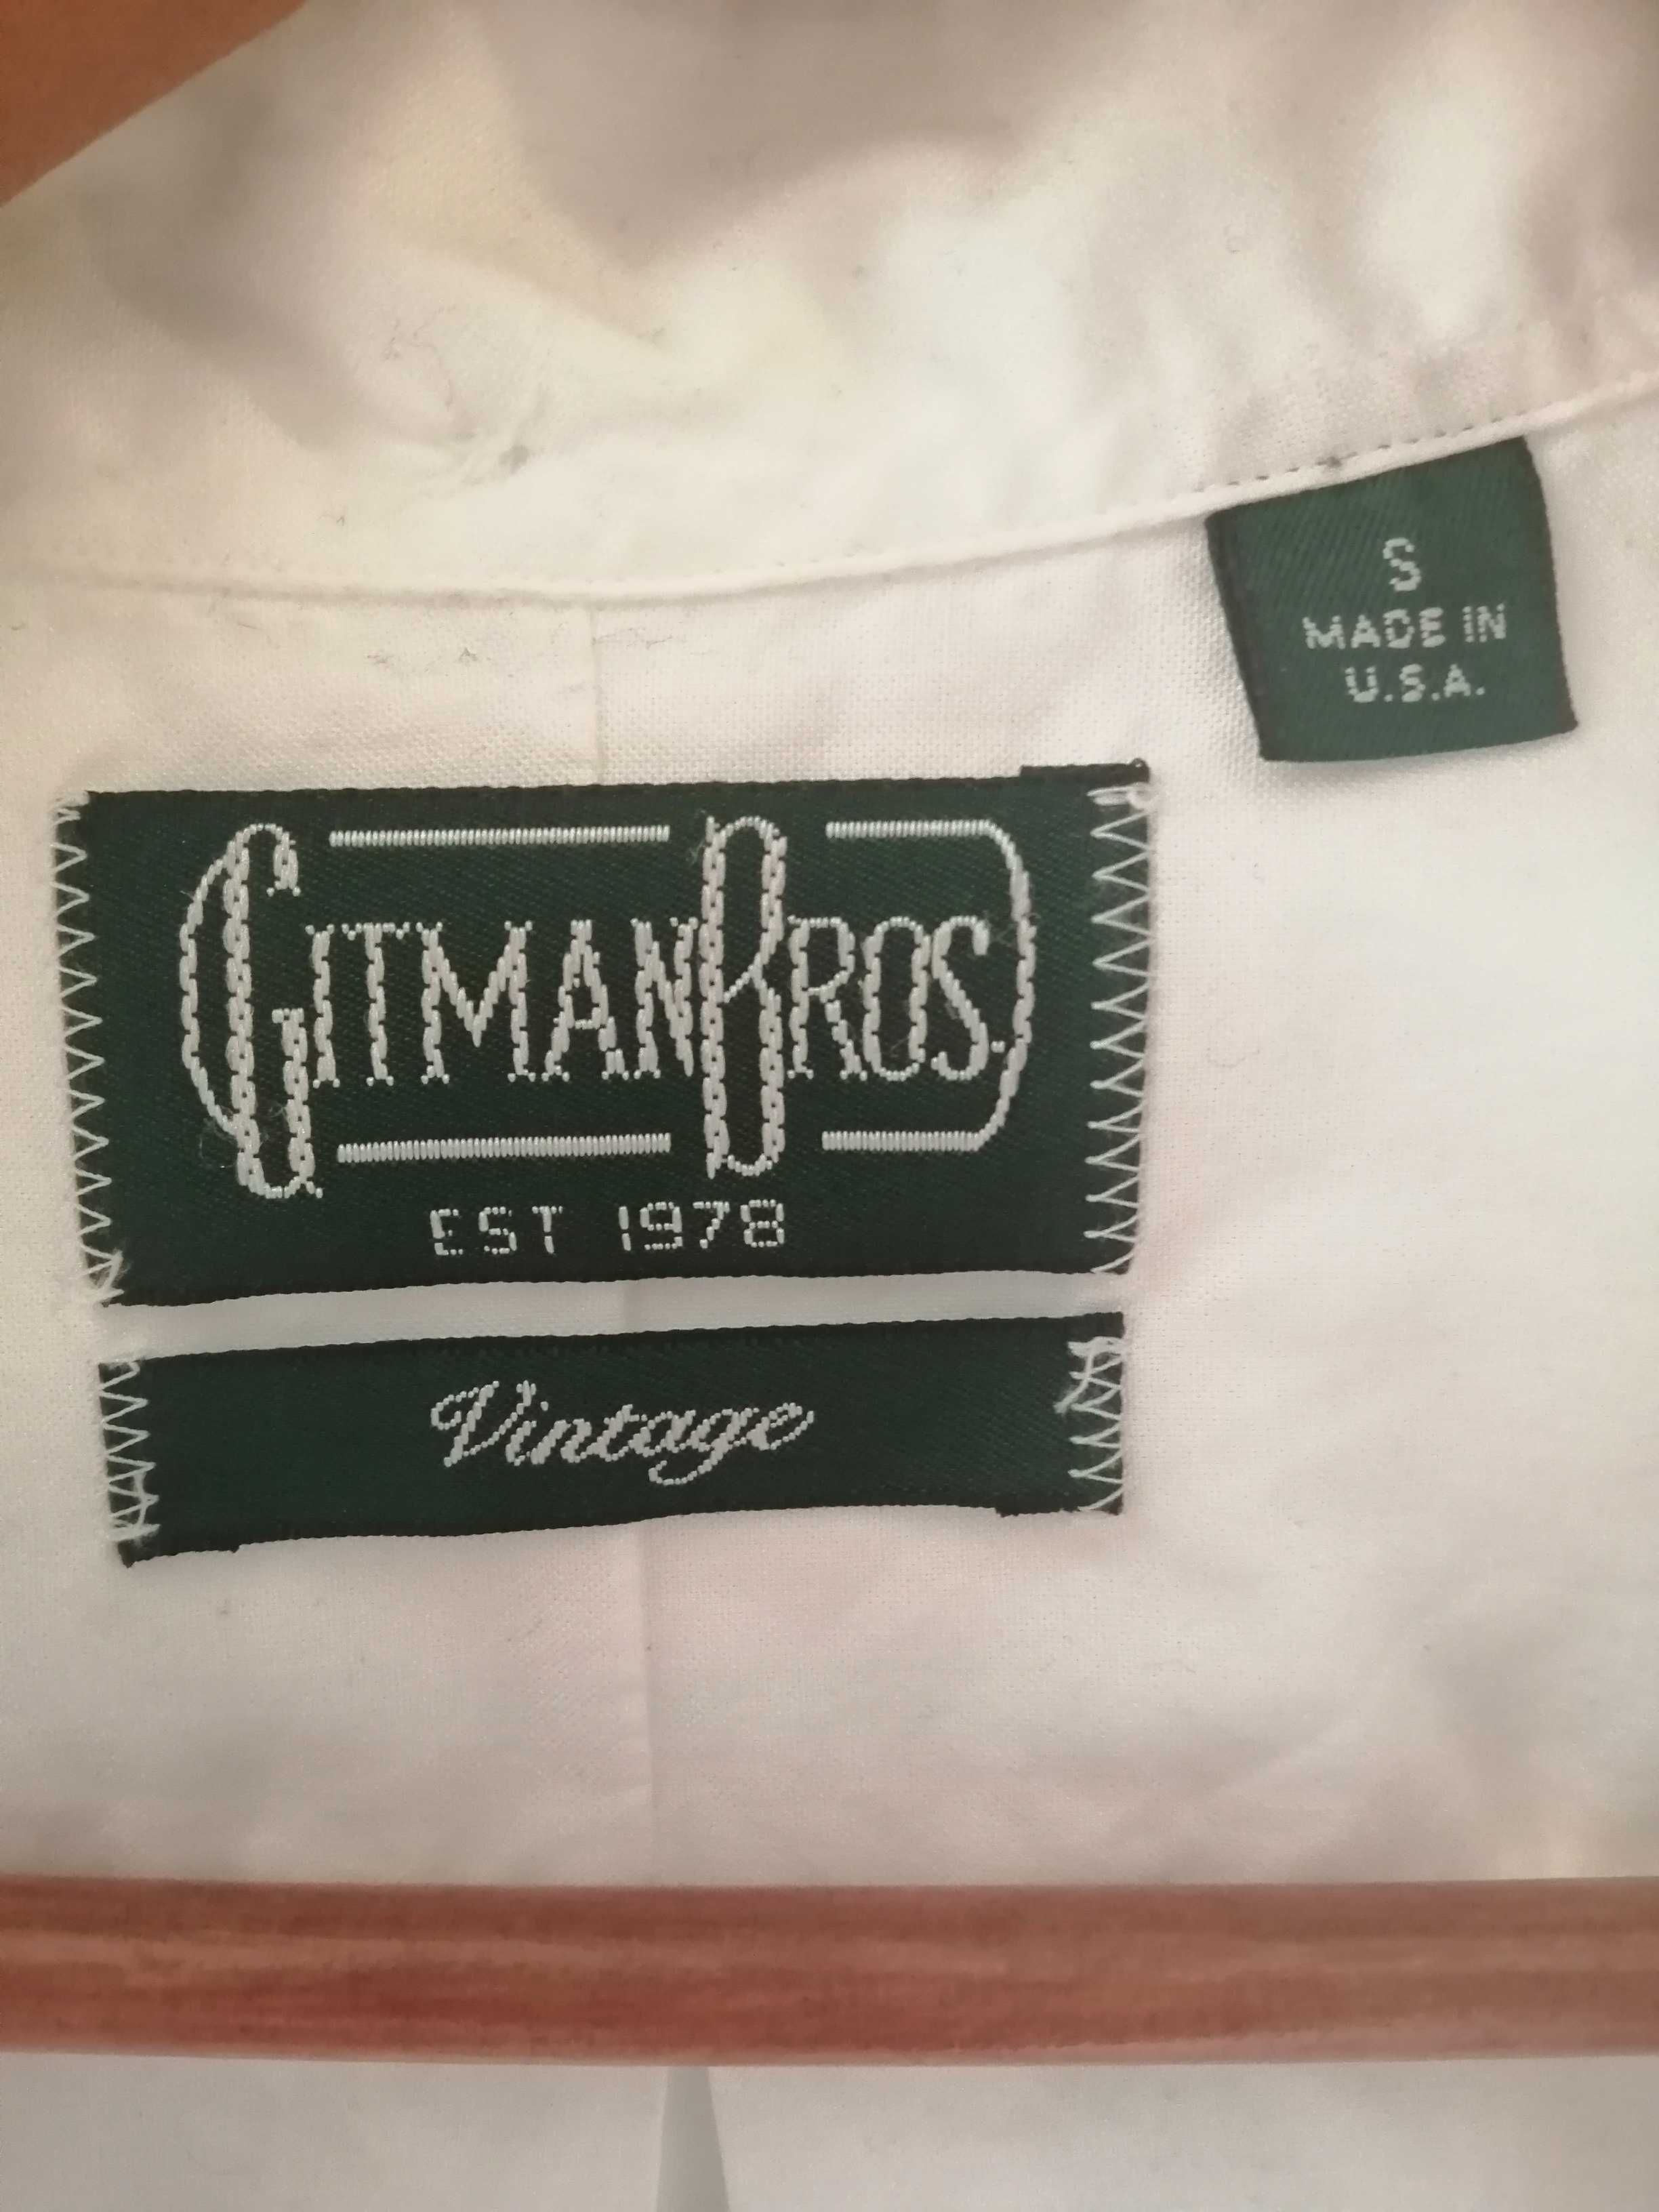 S
MADE IN
U.S.A.
GITMAN BROS.
EST 1978
Vintage